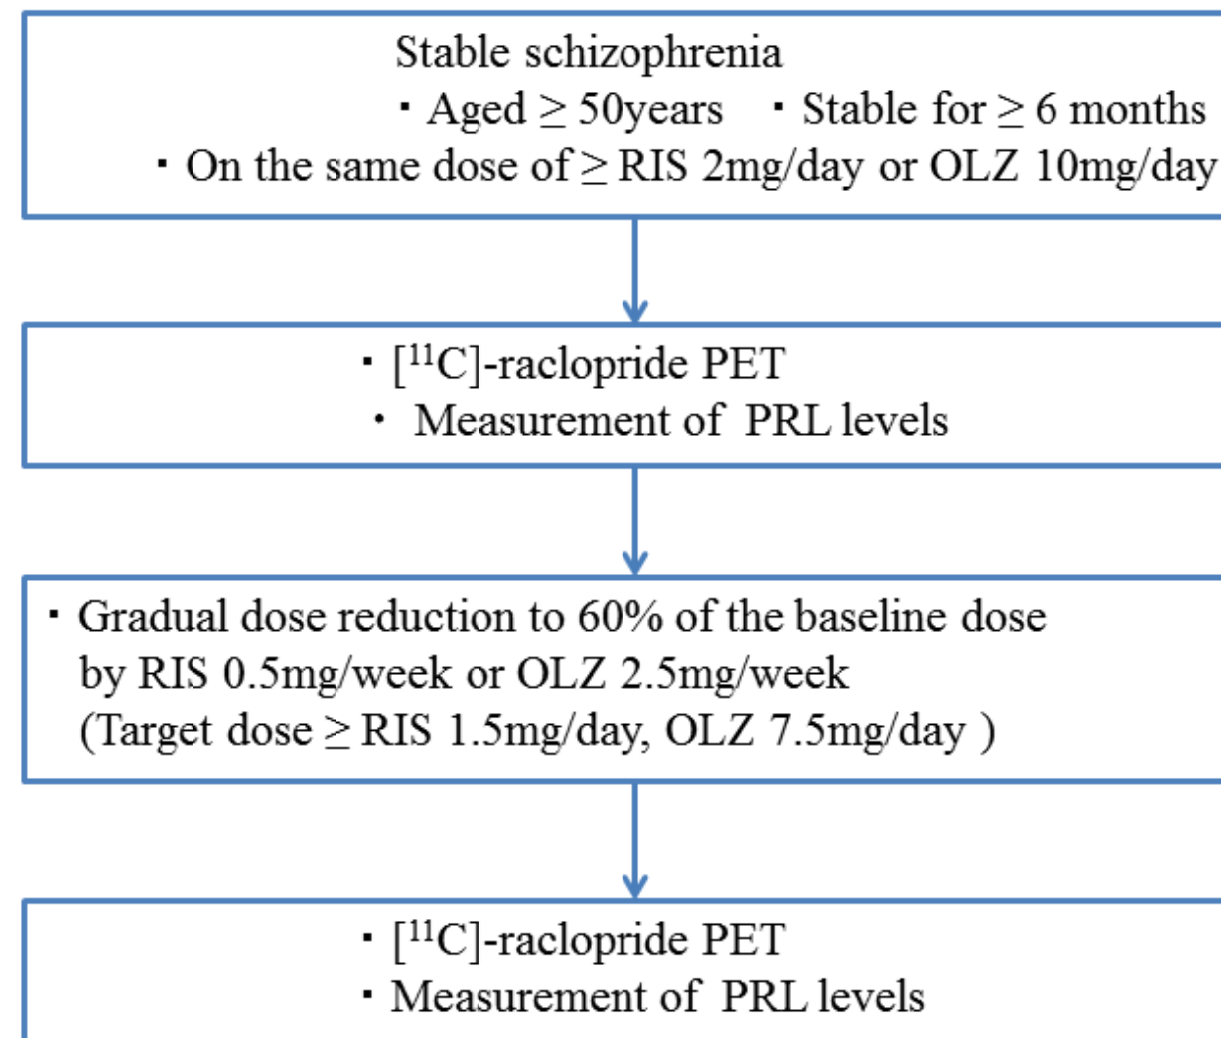 Stable schizophrenia
・Aged ≥ 50years ・Stable for ≥ 6 months
・On the same dose of ≥ RIS 2mg/day or OLZ 10mg/day
・[¹¹C]-raclopride PET
・ Measurement of PRL levels
・Gradual dose reduction to 60% of the baseline dose
by RIS 0.5mg/week or OLZ 2.5mg/week
(Target dose ≥ RIS 1.5mg/day, OLZ 7.5mg/day )
・[¹¹C]-raclopride PET
・Measurement of PRL levels